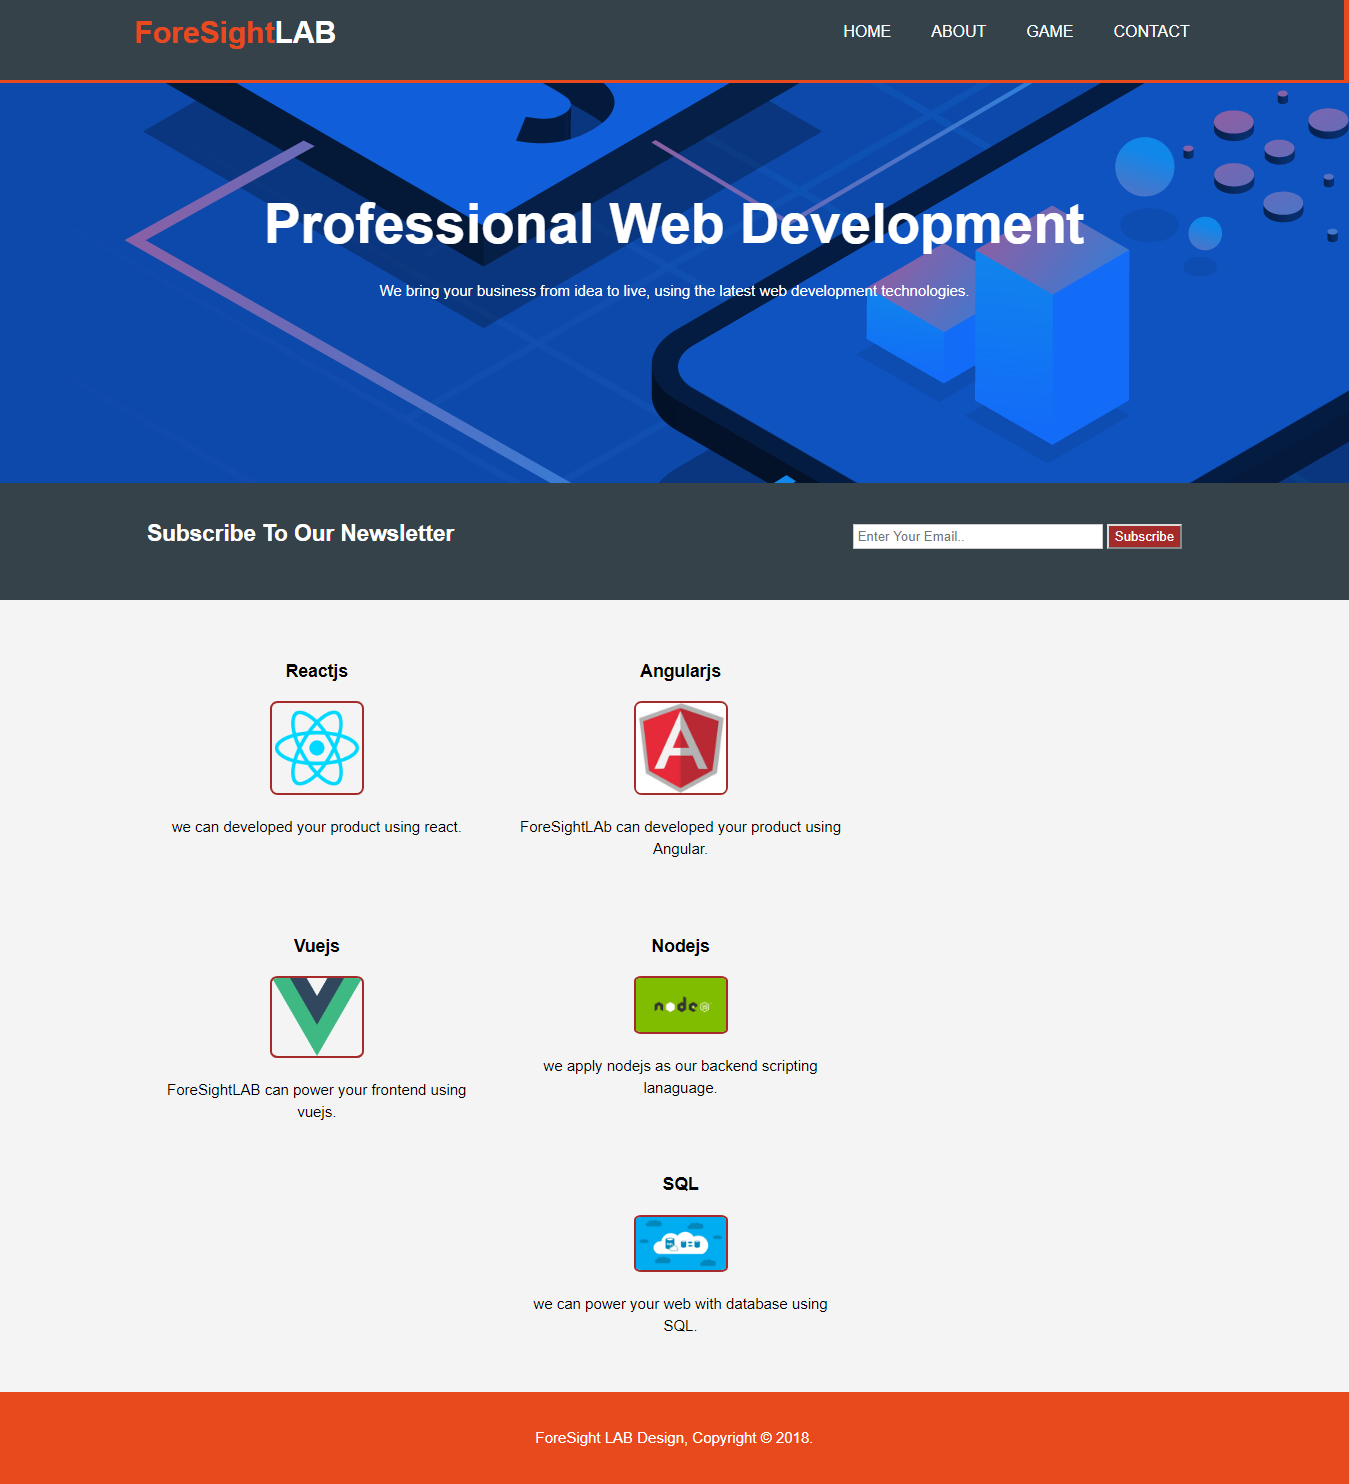 ForeSightLAB
HOME ABOUT GAME CONTACT
Professional Web Development
We bring your business from idea to live, using the latest web development technologies.
Subscribe To Our Newsletter
Enter Your Email..
Subscribe
Reactjs
we can developed your product using react.
Angularjs
A
ForeSightLAb can developed your product using
Angular.
Vuejs
ForeSightLAB can power your frontend using
vuejs.
Nodejs
node
we apply nodejs as our backend scripting
lanaguage.
SQL
we can power your web with database using
SQL.
ForeSight LAB Design, Copyright © 2018.